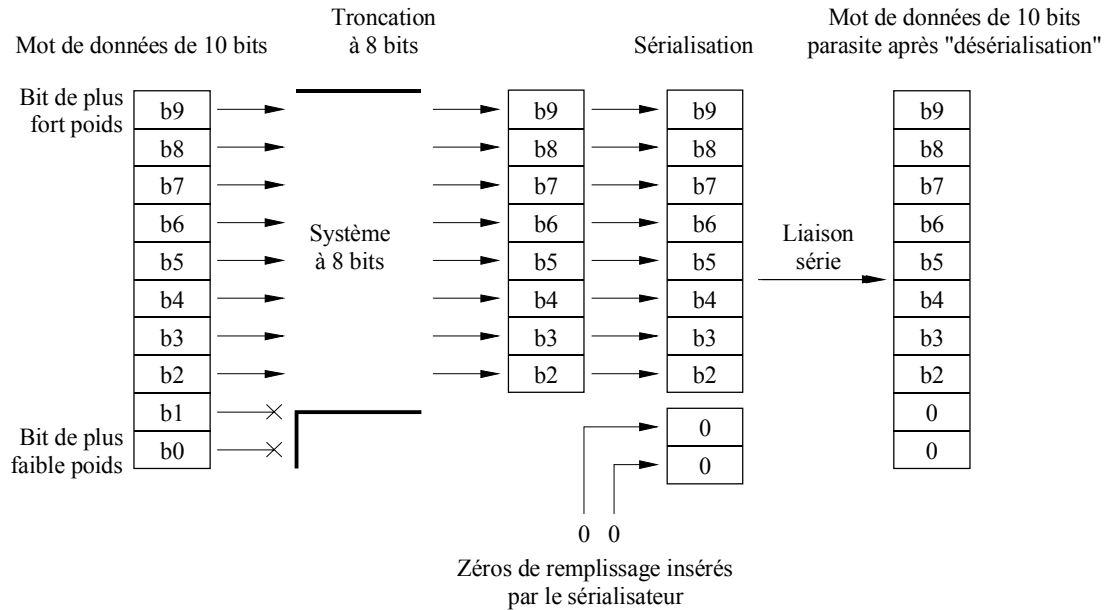 Mot de données de 10 bits
Troncation
à 8 bits
Sérialisation
Mot de données de 10 bits
parasite après "désérialisation"
Bit de plus
fort poids
b9
b8
b7
b6
b5
b4
b3
b2
b1
b0
Bit de plus
faible poids
Système
à 8 bits
b9
b8
b7
b6
b5
b4
b3
b2
b9
b8
b7
b6
b5
b4
b3
b2
0
0
0 0
Zéros de remplissage insérés
par le sérialisateur
Liaison
série
b9
b8
b7
b6
b5
b4
b3
b2
0
0